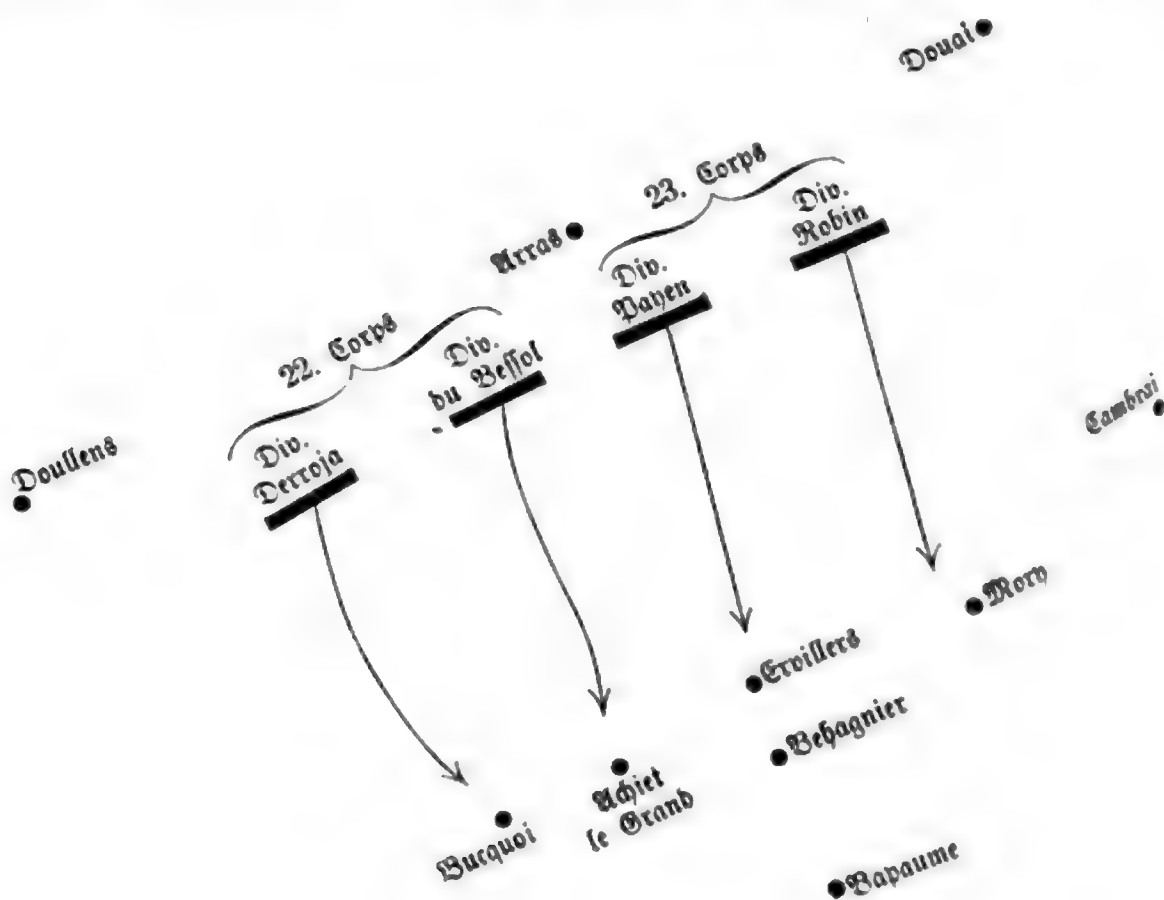 Douai
23. Corps
Div.
Robin
Arras
Div.
Payen
22. Corps
Div.
du Bessol
Cambrai
Doullens
Div.
Derroja
Mory
Ervillers
Behagnier
Achiet
le Grand
Bucquoi
Bapaume